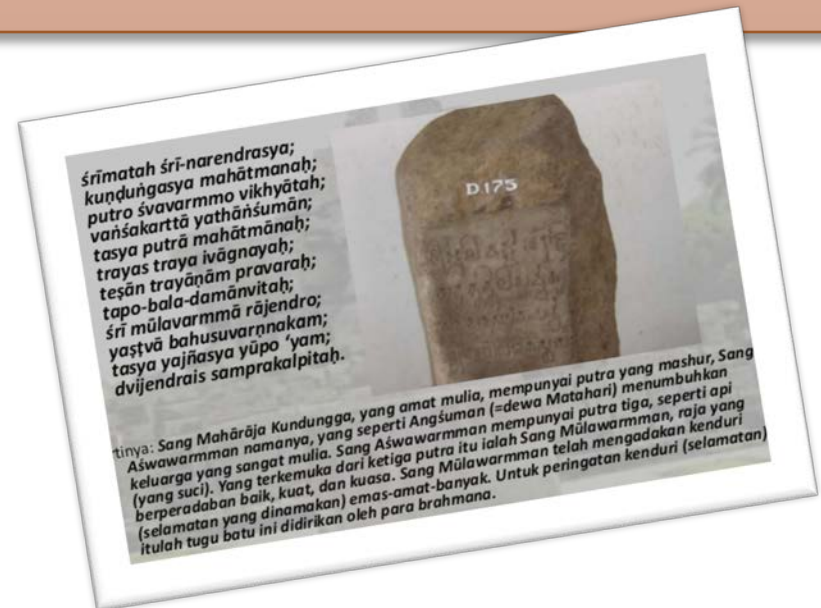 śrīmatah śrī-narendrasya;
kuṇḍuṅgasya mahātmanaḥ;
putro śvavarmmo vikhyātah;
vaṅśakarttā yathāṅśumān;
tasya putrā mahātmānaḥ;
trayas traya ivāgnayaḥ;
teṣān trayāṇām pravaraḥ;
tapo-bala-damānvitaḥ;
śrī mūlavarmmā rājendro;
yaṣṭvā bahusuvarṇnakam;
tasya yajñasya yūpo ‘yam;
dvijendrais samprakalpitaḥ.
D.175
tinya: Sang Mahārāja Kundungga, yang amat mulia, mempunyai putra yang mashur, Sang
Aśwawarmman namanya, yang seperti Angśuman (=dewa Matahari) menumbuhkan
keluarga yang sangat mulia. Sang Aśwawarmman mempunyai putra tiga, seperti api
(yang suci). Yang terkemuka dari ketiga putra itu ialah Sang Mūlawarmman, raja yang
berperadaban baik, kuat, dan kuasa. Sang Mūlawarmman telah mengadakan kenduri
(selamatan yang dinamakan) emas-amat-banyak. Untuk peringatan kenduri (selamatan)
itulah tugu batu ini didirikan oleh para brahmana.